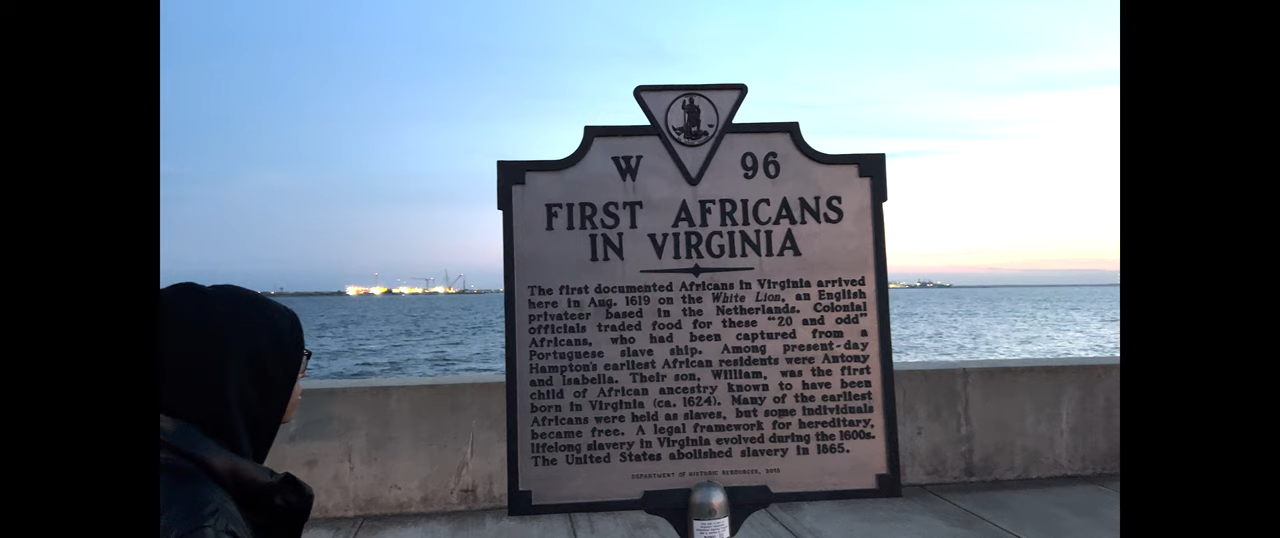 W 96
FIRST AFRICANS
IN VIRGINIA
The first documented Africans in Virginia arrived
here in Aug. 1619 on the White Lion, an English
privateer based in the Netherlands. Colonial
officials traded food for these "20 and odd"
Africans, who had been captured from a
Portuguese slave ship. Among present-day
Hampton's earliest African residents were Antony
and Isabella. Their son, William, was the first
child of African ancestry known to have been
born in Virginia (ca. 1624). Many of the earliest
Africans were held as slaves, but some individuals
became free. A legal framework for hereditary,
lifelong slavery in Virginia evolved during the 1600s.
The United States abolished slavery in 1865.
DEPARTMENT OF HISTORIC RESOURCES, 2015